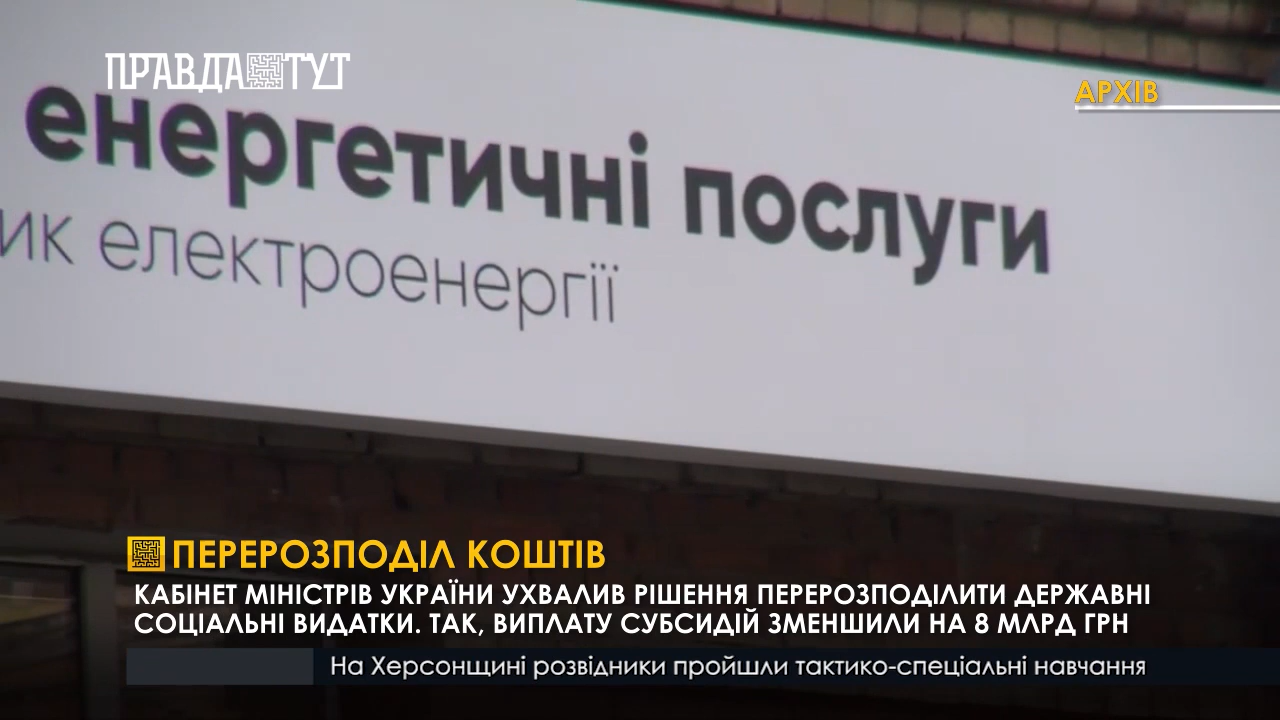 ПРАВДА ТУТ
АРХІВ
енергетичні послуги
електроенергії
ПЕРЕРОЗПОДІЛ КОШТІВ
КАБІНЕТ МІНІСТРІВ УКРАЇНИ УХВАЛИВ РІШЕННЯ ПЕРЕРОЗПОДІЛИТИ ДЕРЖАВНІ
СОЦІАЛЬНІ ВИДАТКИ. ТАК, ВИПЛАТУ СУБСИДІЙ ЗМЕНШИЛИ НА 8 МЛРД ГРН
На Херсонщині розвідники пройшли тактико-спеціальні навчання